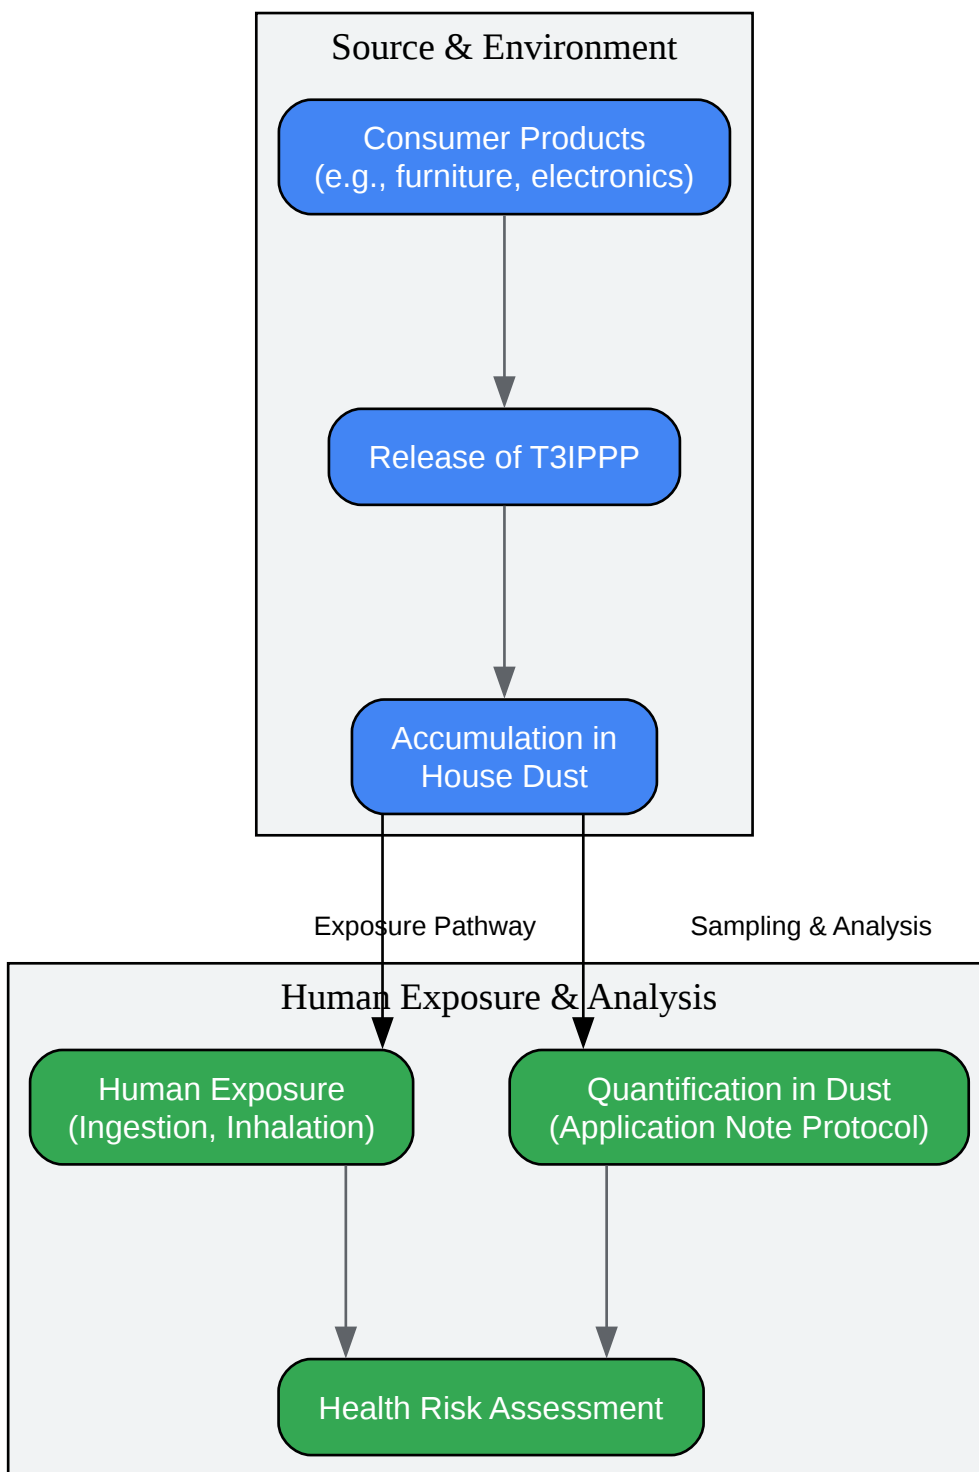 Source & Environment
Consumer Products
(e.g., furniture, electronics)
Release of T3IPPP
Accumulation in
House Dust
Exposure Pathway
Sampling & Analysis
Human Exposure & Analysis
Human Exposure
(Ingestion, Inhalation)
Quantification in Dust
(Application Note Protocol)
Health Risk Assessment